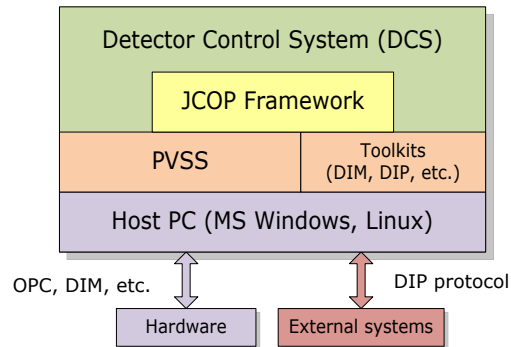 Detector Control System (DCS)
JCOP Framework
PVSS
Toolkits
(DIM, DIP, etc.)
Host PC (MS Windows, Linux)
OPC, DIM, etc.
DIP protocol
Hardware
External systems